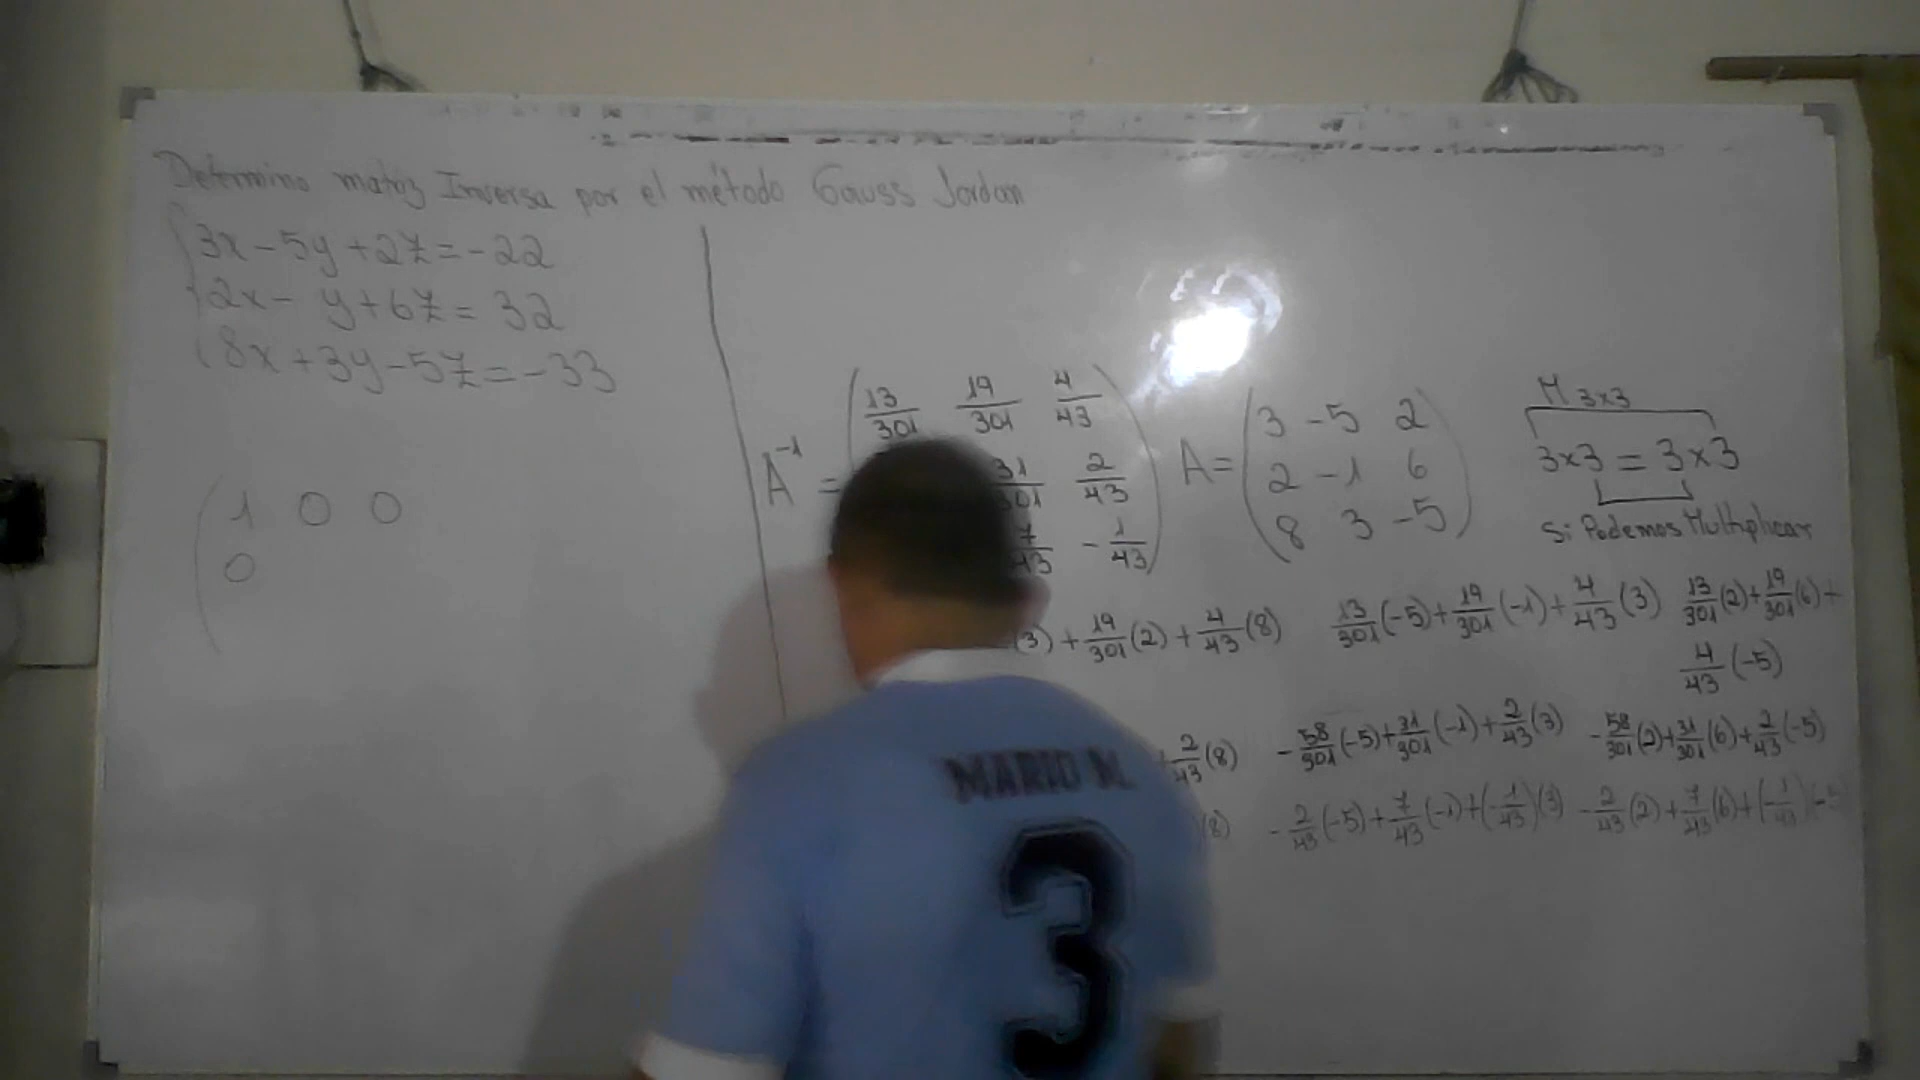 Determino matriz Inversa por el método Gauss Jordan
3x - 5y + 2z = -22
2x - y + 6z = 32
8x + 3y - 5z = -33
1 0 0
0
A⁻¹ =
13/301 19/301 4/43
31/301 2/43
7/43 - 1/43
A =
3 -5 2
2 -1 6
8 3 -5
M 3x3
3x3 = 3x3
Si Podemos Multiplicar
(3) + 19/301 (2) + 4/43 (8) 13/301 (-5) + 19/301 (-1) + 4/43 (3) 13/301 (2) + 19/301 (6) +
4/43 (-5)
+ 2/43 (8) - 58/301 (-5) + 31/301 (-1) + 2/43 (3) - 58/301 (2) + 31/301 (6) + 2/43 (-5)
(8) - 2/43 (-5) + 7/43 (-1) + (- 1/43) (3) - 2/43 (2) + 7/43 (6) + (- 1/43)
MARIO N.
3